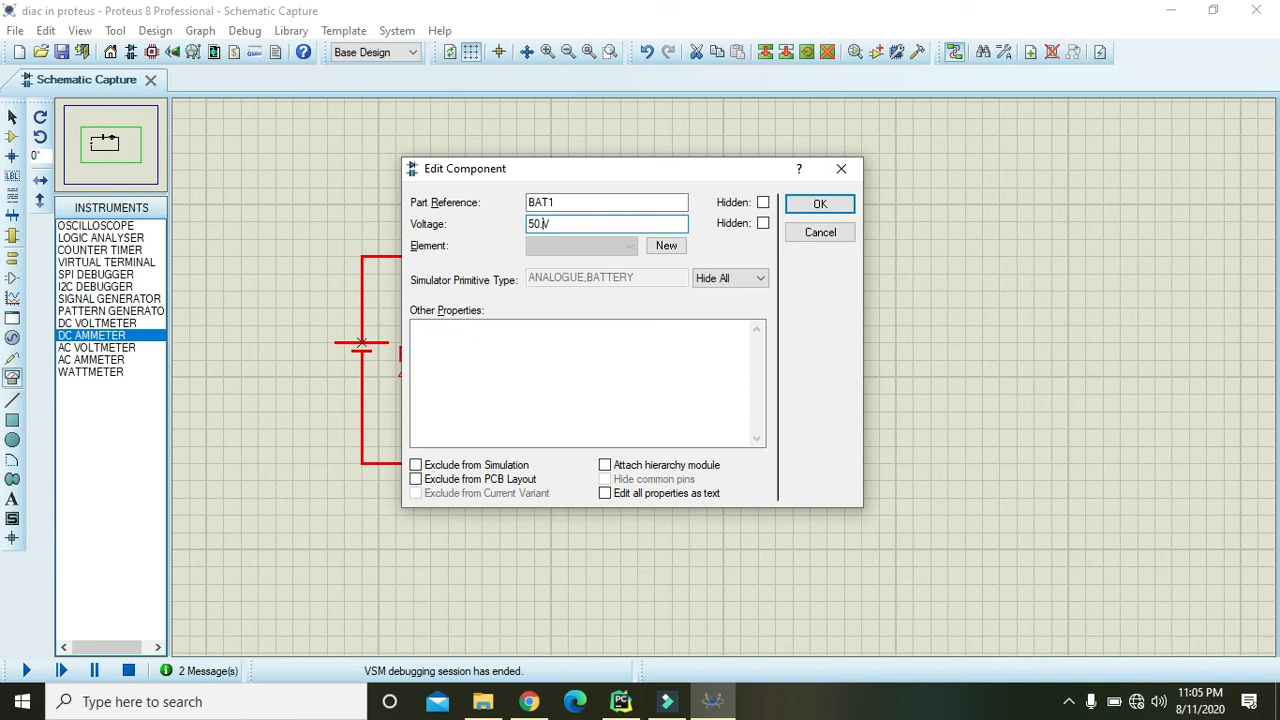 diac in proteus - Proteus 8 Professional - Schematic Capture
File Edit View Tool Design Graph Debug Library Template System Help
Base Design
Schematic Capture
0°
LBL
INSTRUMENTS
OSCILLOSCOPE
LOGIC ANALYSER
COUNTER TIMER
VIRTUAL TERMINAL
SPI DEBUGGER
I2C DEBUGGER
SIGNAL GENERATOR
PATTERN GENERATO
DC VOLTMETER
DC AMMETER
AC VOLTMETER
AC AMMETER
WATTMETER
Edit Component
Part Reference: BAT1 Hidden: OK
Voltage: 50.V Hidden: Cancel
Element: New
Simulator Primitive Type: ANALOGUE,BATTERY Hide All
Other Properties:
Exclude from Simulation Attach hierarchy module
Exclude from PCB Layout Hide common pins
Exclude from Current Variant Edit all properties as text
2 Message(s) VSM debugging session has ended.
Type here to search
11:05 PM
8/11/2020